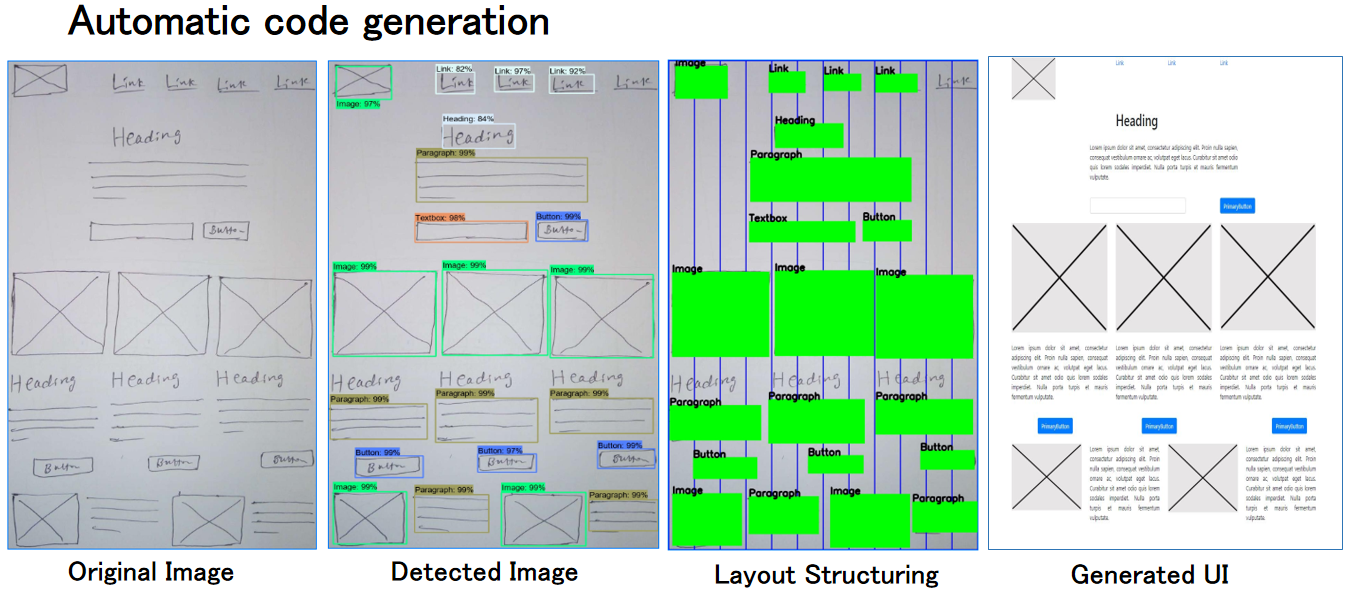 Automatic code generation
Link Link Link Link
Heading
Button
Heading Heading Heading
Button Button Button
Original Image
Link: 82% Link: 97% Link: 92%
Link Link Link Link
Image: 97%
Heading: 84%
Heading
Paragraph: 99%
Textbox: 98% Button: 99%
Button
Image: 99% Image: 99% Image: 99%
Heading Heading Heading
Paragraph: 99% Paragraph: 99% Paragraph: 99%
Button: 99% Button: 97% Button: 99%
Button Button Button
Image: 99% Paragraph: 99% Image: 99% Paragraph: 99%
Detected Image
Image Link Link Link Link
Heading
Paragraph
Textbox Button
Image Image Image
Heading Heading Heading
Paragraph Paragraph Paragraph
Button Button Button
Image Paragraph Image Paragraph
Layout Structuring
Link Link Link
Heading
Lorem ipsum dolor sit amet, consectetur adipiscing elit. Proin nulla sapien,
consequat vestibulum ornare ac, volutpat eget lacus. Curabitur sit amet odio
quis lorem sodales imperdiet. Nulla porta turpis et mauris fermentum
vulputate.
PrimaryButton
Lorem ipsum dolor sit amet, consectetur
adipiscing elit. Proin nulla sapien, consequat
vestibulum ornare ac, volutpat eget lacus.
Curabitur sit amet odio quis lorem sodales
imperdiet. Nulla porta turpis et mauris
fermentum vulputate.
Lorem ipsum dolor sit amet, consectetur
adipiscing elit. Proin nulla sapien, consequat
vestibulum ornare ac, volutpat eget lacus.
Curabitur sit amet odio quis lorem sodales
imperdiet. Nulla porta turpis et mauris
fermentum vulputate.
Lorem ipsum dolor sit amet, consectetur
adipiscing elit. Proin nulla sapien, consequat
vestibulum ornare ac, volutpat eget lacus.
Curabitur sit amet odio quis lorem sodales
imperdiet. Nulla porta turpis et mauris
fermentum vulputate.
PrimaryButton PrimaryButton PrimaryButton
Lorem ipsum dolor sit amet,
consectetur adipiscing elit. Proin
nulla sapien, consequat vestibulum
ornare ac, volutpat eget lacus.
Curabitur sit amet odio quis lorem
sodales imperdiet. Nulla porta
turpis et mauris fermentum
vulputate.
Lorem ipsum dolor sit amet,
consectetur adipiscing elit. Proin
nulla sapien, consequat vestibulum
ornare ac, volutpat eget lacus.
Curabitur sit amet odio quis lorem
sodales imperdiet. Nulla porta
turpis et mauris fermentum
vulputate.
Generated UI